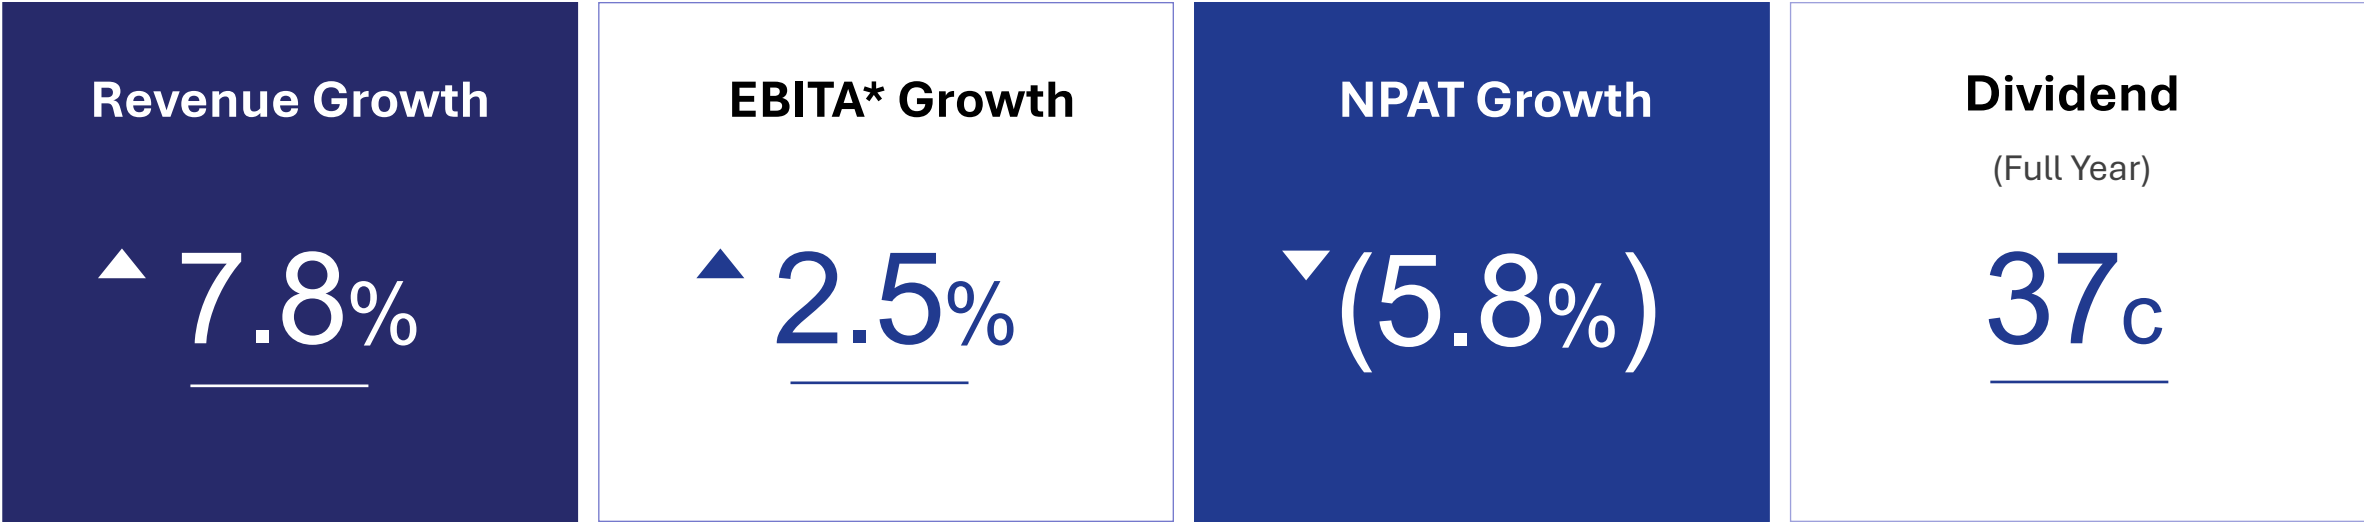 Revenue Growth
▲ 7.8%
EBITA* Growth
▲ 2.5%
NPAT Growth
▼ (5.8%)
Dividend
(Full Year)
37c